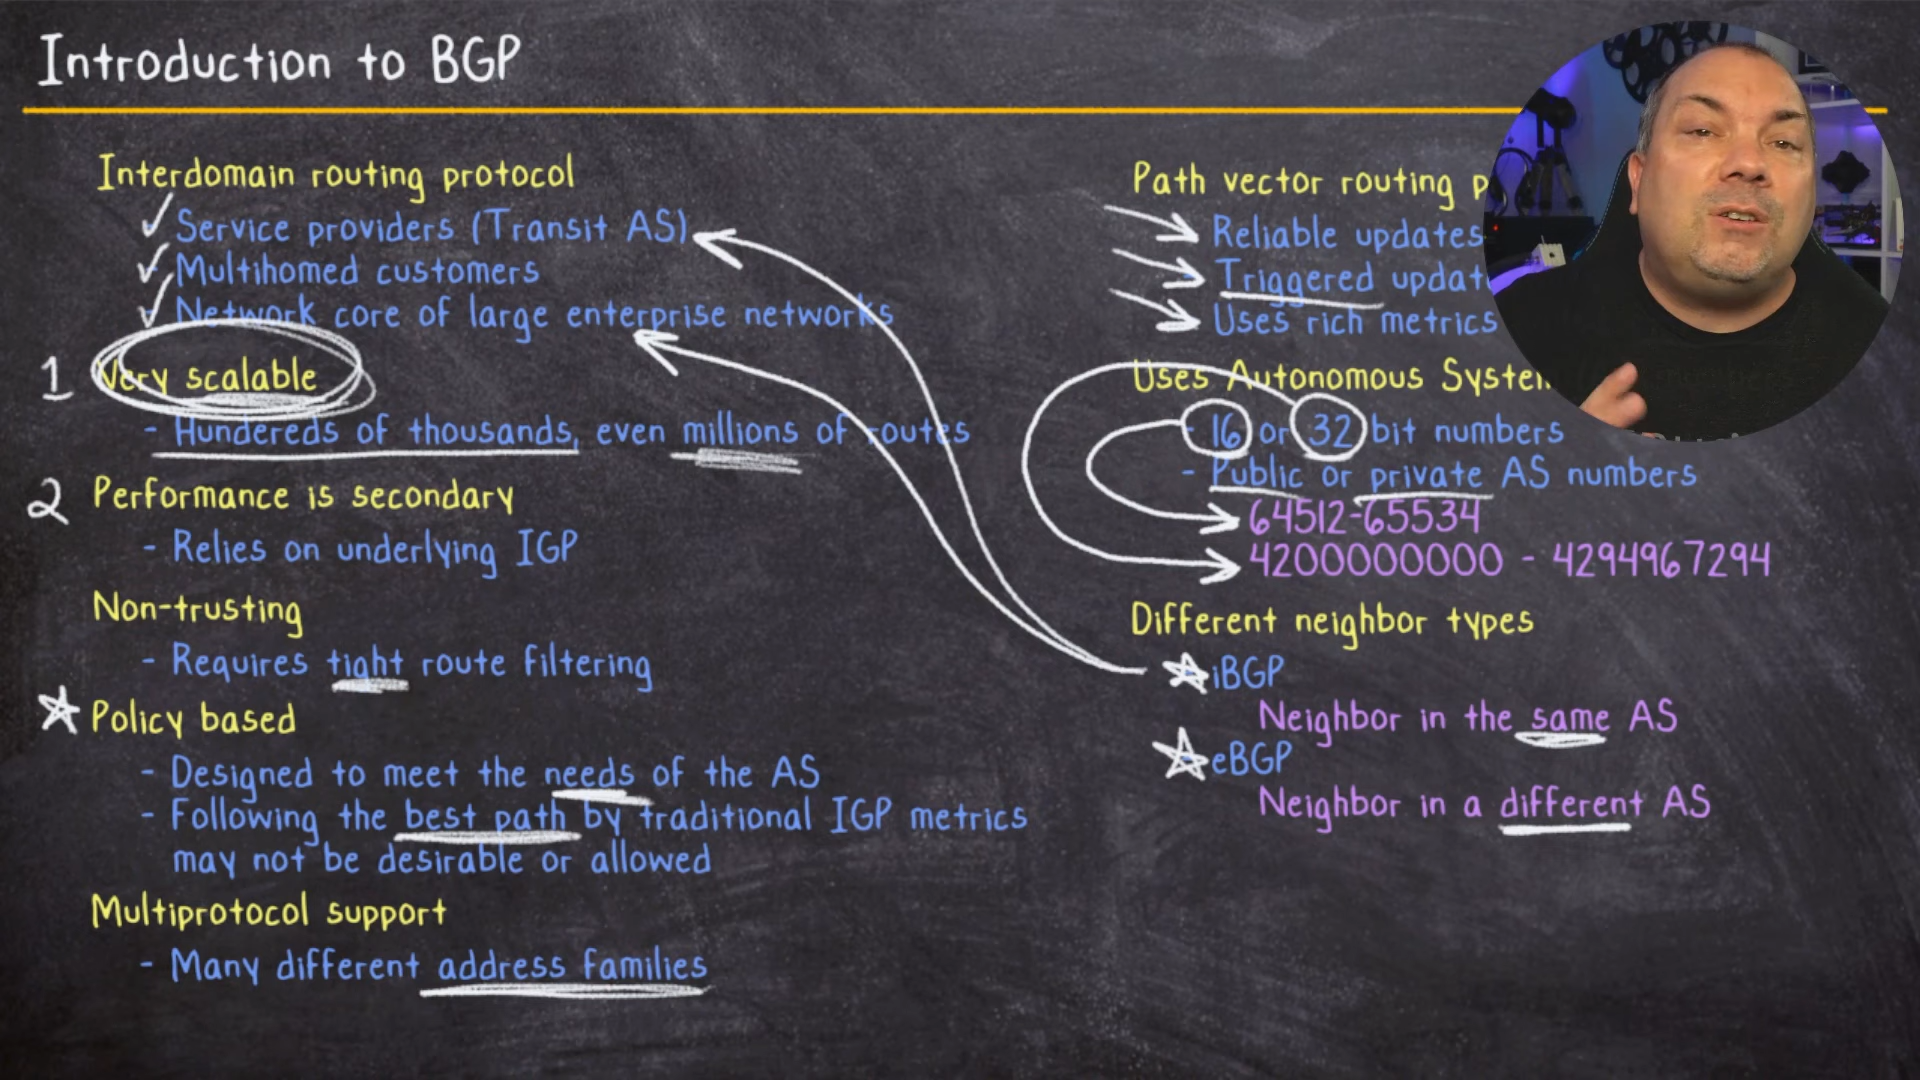 Introduction to BGP
Interdomain routing protocol
Service providers (Transit AS)
Multihomed customers
Network core of large enterprise networks
1 Very scalable
- Hundereds of thousands, even millions of routes
2 Performance is secondary
- Relies on underlying IGP
Non-trusting
- Requires tight route filtering
Policy based
- Designed to meet the needs of the AS
- Following the best path by traditional IGP metrics
may not be desirable or allowed
Multiprotocol support
- Many different address families
Path vector routing
Reliable updates
Triggered
Uses rich metrics
Uses Autonomous
- 16 or 32 bit numbers
- Public or private AS numbers
64512-65534
4200000000 - 4294967294
Different neighbor types
iBGP
Neighbor in the same AS
eBGP
Neighbor in a different AS